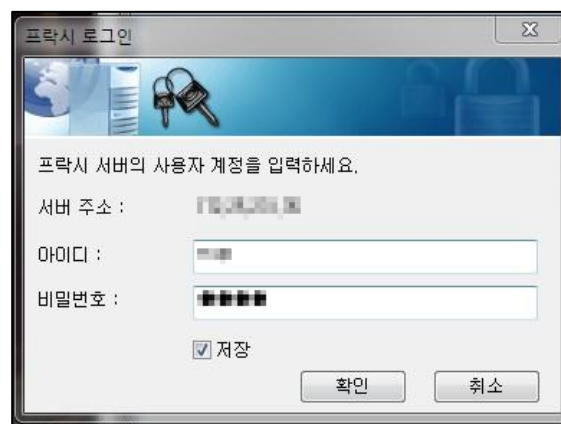 프락시 로그인
프락시 서버의 사용자 계정을 입력하세요.
서버 주소 :
아이디 :
비밀번호 :
저장
확인
취소